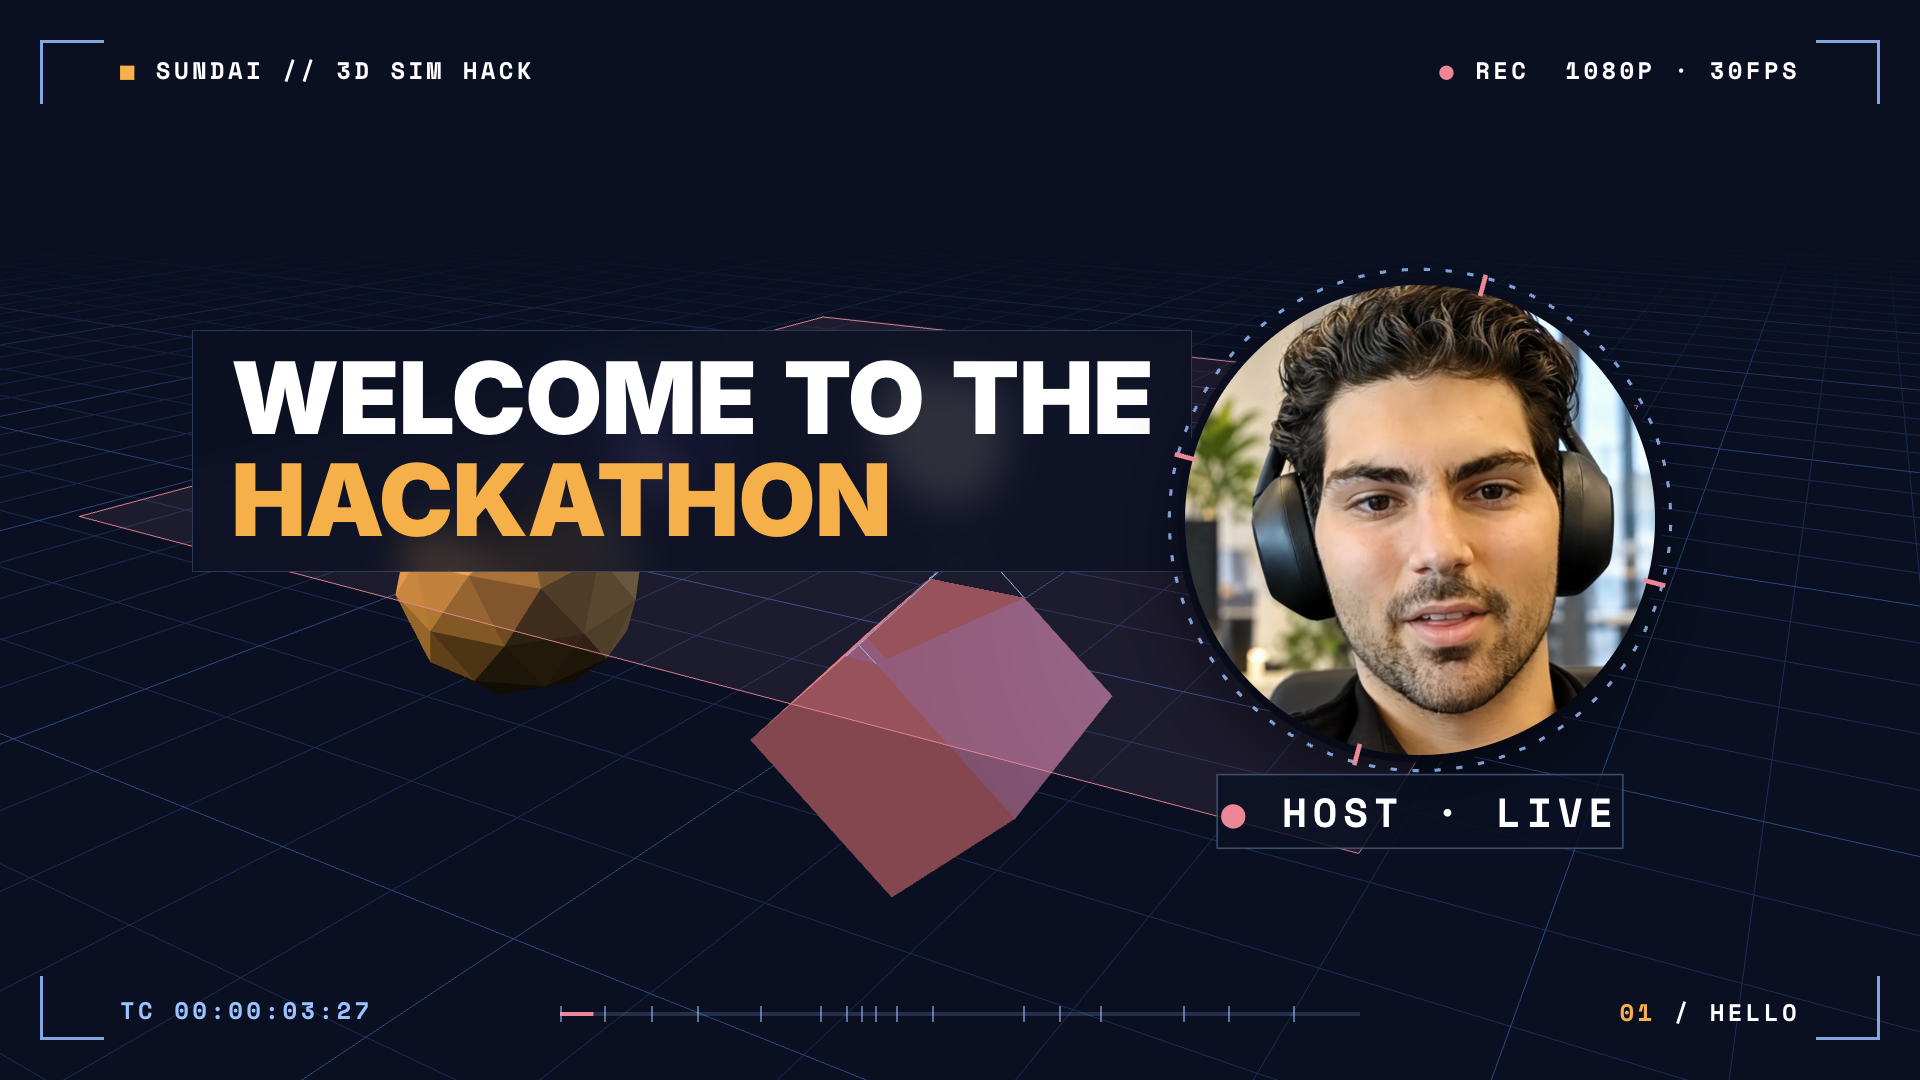 SUNDAI // 3D SIM HACK
REC 1080P · 30FPS
WELCOME TO THE
HACKATHON
HOST · LIVE
TC 00:00:03:27
01 / HELLO